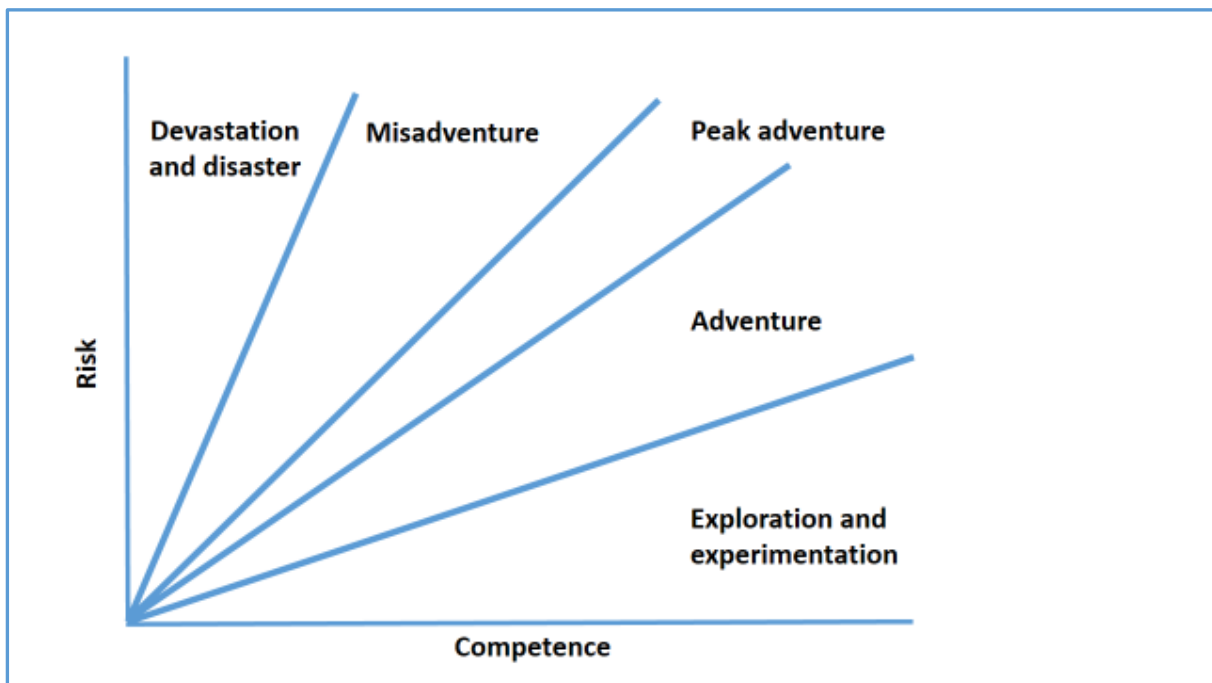 Devastation
and disaster
Misadventure
Peak adventure
Adventure
Risk
Exploration and
experimentation
Competence